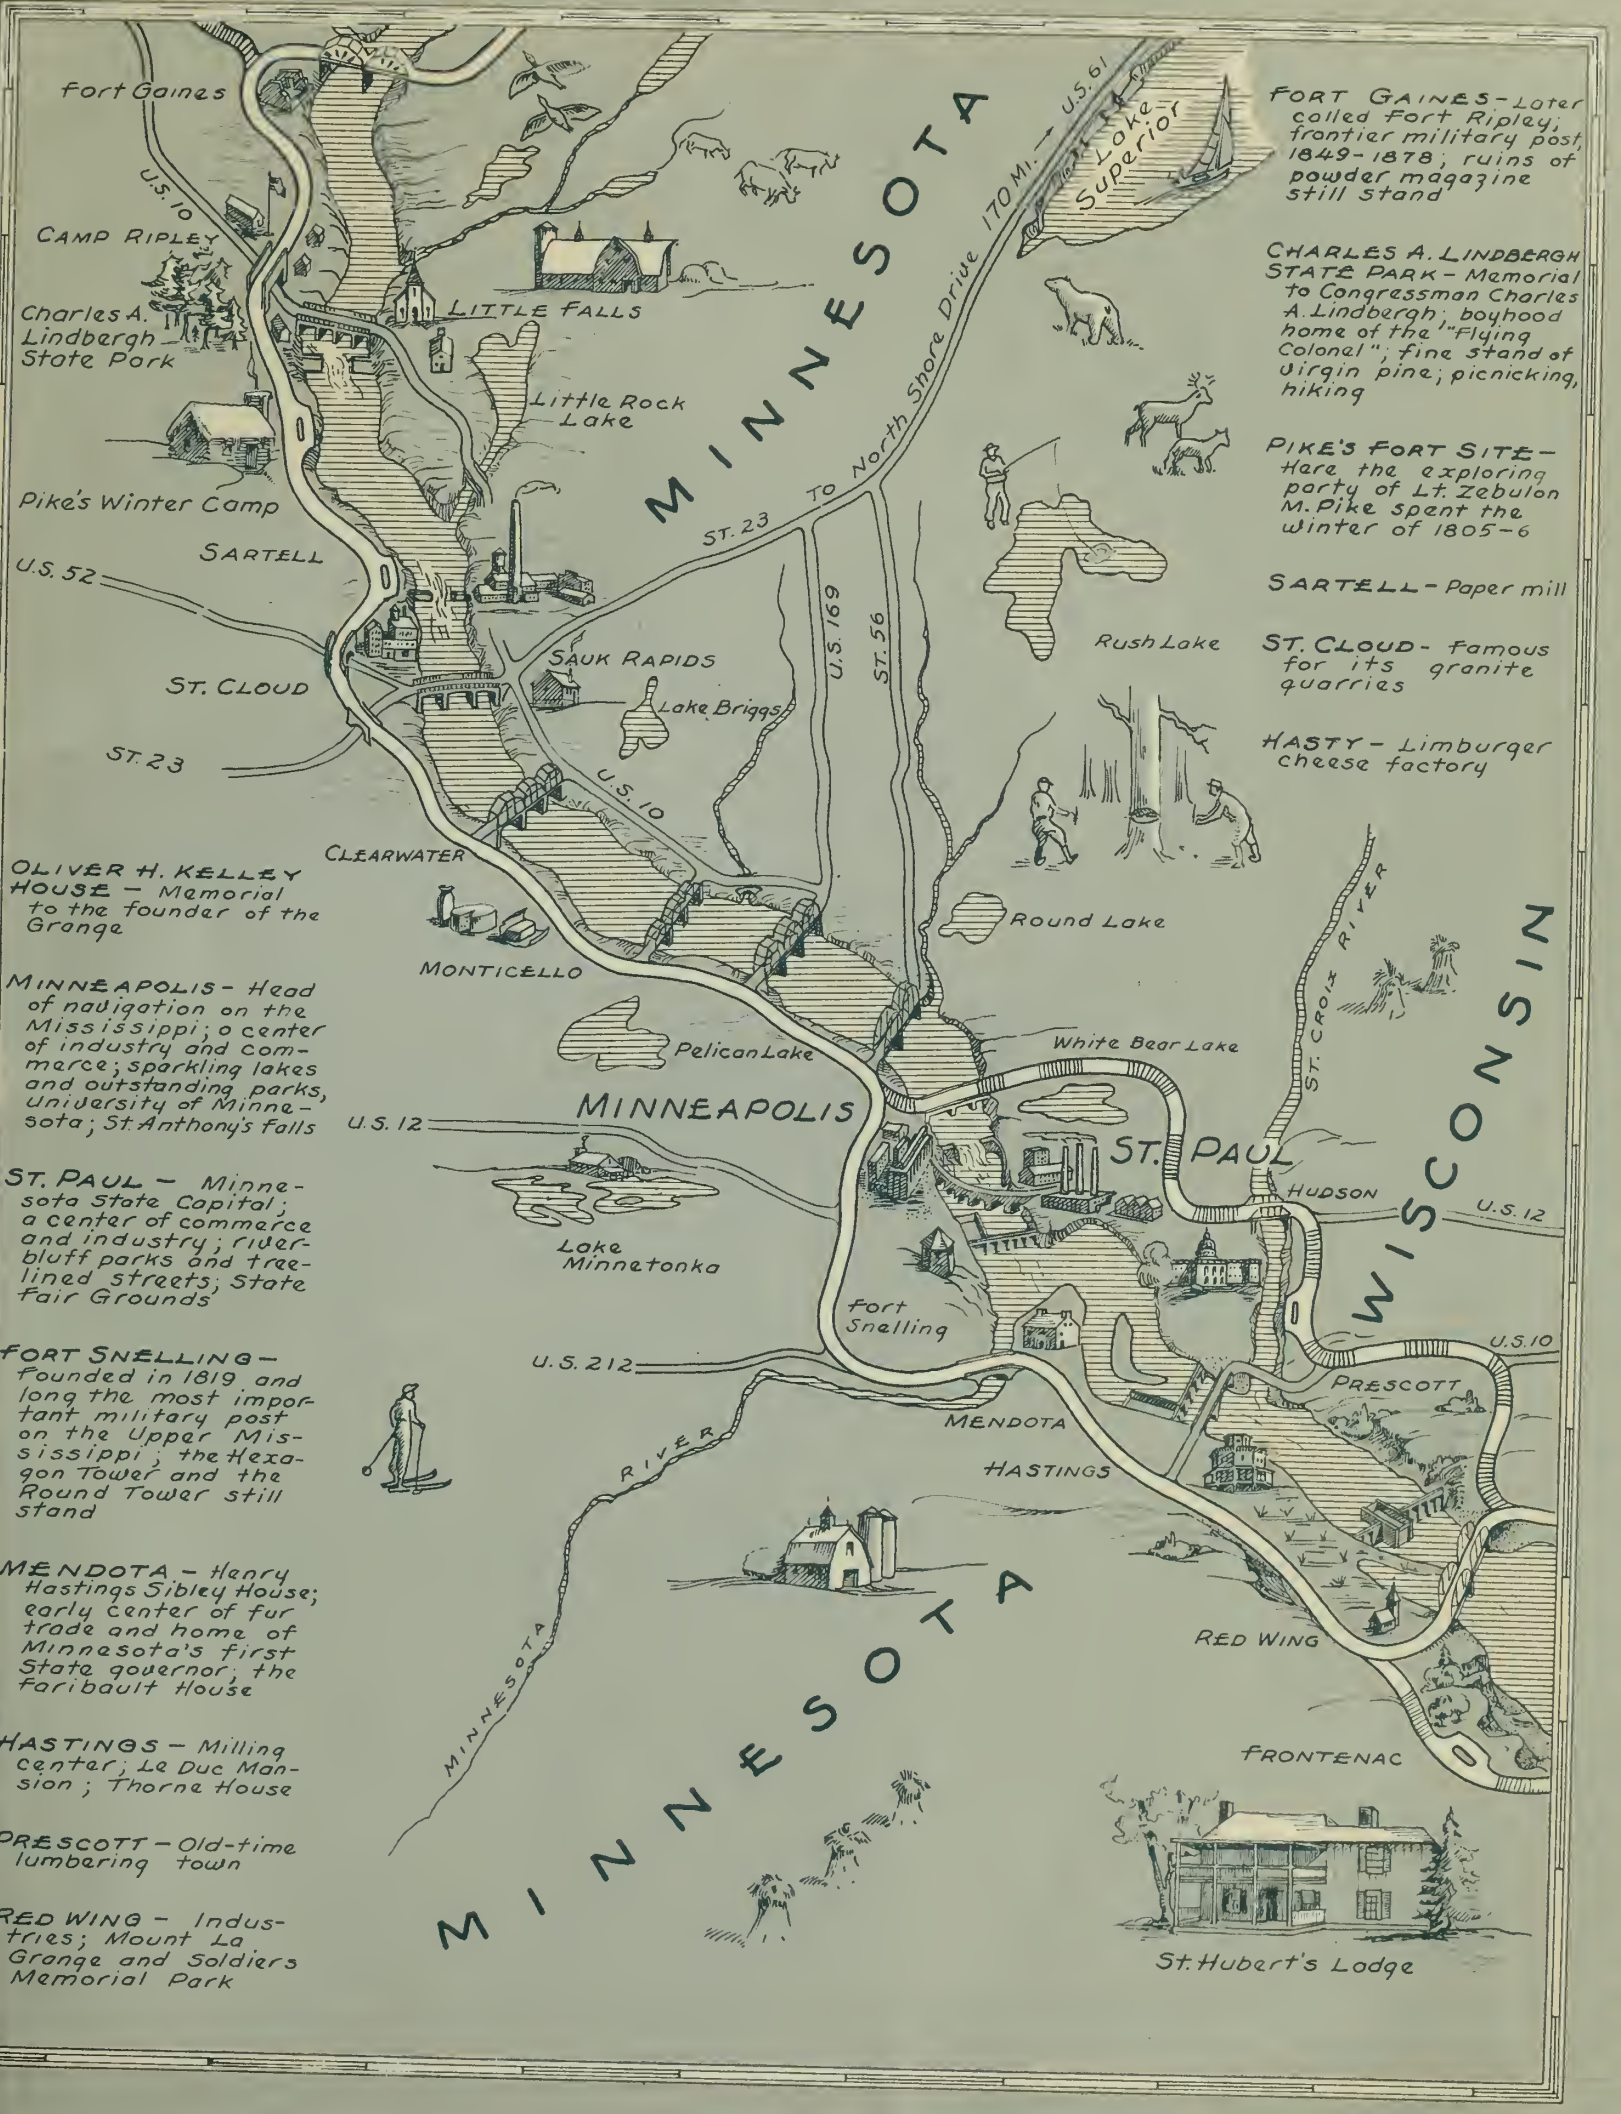 Fort Gaines
U.S. 10
CAMP RIPLEY
Charles A.
Lindbergh
State Park
LITTLE FALLS
Little Rock
Lake
Pike's Winter Camp
SARTELL
U.S. 52
ST. CLOUD
ST. 23
SAUK RAPIDS
Lake Briggs
U.S. 10
CLEARWATER
MONTICELLO
ST. 23
TO North Shore Drive 170 MI. → U.S. 61
Lake
Superior
MINNESOTA
U.S. 169
ST. 56
Rush Lake
Round Lake
Pelican Lake
White Bear Lake
ST. CROIX RIVER
WISCONSIN
MINNEAPOLIS
U.S. 12
ST. PAUL
HUDSON
U.S. 12
Lake
Minnetonka
Fort
Snelling
U.S. 212
U.S. 10
PRESCOTT
MENDOTA
HASTINGS
MINNESOTA RIVER
RED WING
FRONTENAC
MINNESOTA
St. Hubert's Lodge
FORT GAINES - Later
called Fort Ripley;
frontier military post,
1849-1878; ruins of
powder magazine
still stand
CHARLES A. LINDBERGH
STATE PARK - Memorial
to Congressman Charles
A. Lindbergh; boyhood
home of the "Flying
Colonel"; fine stand of
virgin pine; picnicking,
hiking
PIKE'S FORT SITE -
Here the exploring
party of Lt. Zebulon
M. Pike spent the
winter of 1805-6
SARTELL - Paper mill
ST. CLOUD - Famous
for its granite
quarries
HASTY - Limburger
cheese factory
OLIVER H. KELLEY
HOUSE - Memorial
to the founder of the
Grange
MINNEAPOLIS - Head
of navigation on the
Mississippi; a center
of industry and com-
merce; sparkling lakes
and outstanding parks,
University of Minne-
sota; St. Anthony's Falls
ST. PAUL - Minne-
sota State Capital;
a center of commerce
and industry; river-
bluff parks and tree-
lined streets; State
Fair Grounds
FORT SNELLING -
Founded in 1819 and
long the most impor-
tant military post
on the Upper Mis-
sissippi; the Hexa-
gon Tower and the
Round Tower still
stand
MENDOTA - Henry
Hastings Sibley House;
early center of fur
trade and home of
Minnesota's first
State governor; the
Faribault House
HASTINGS - Milling
center; Le Duc Man-
sion; Thorne House
PRESCOTT - Old-time
lumbering town
RED WING - Indus-
tries; Mount La
Grange and Soldiers
Memorial Park